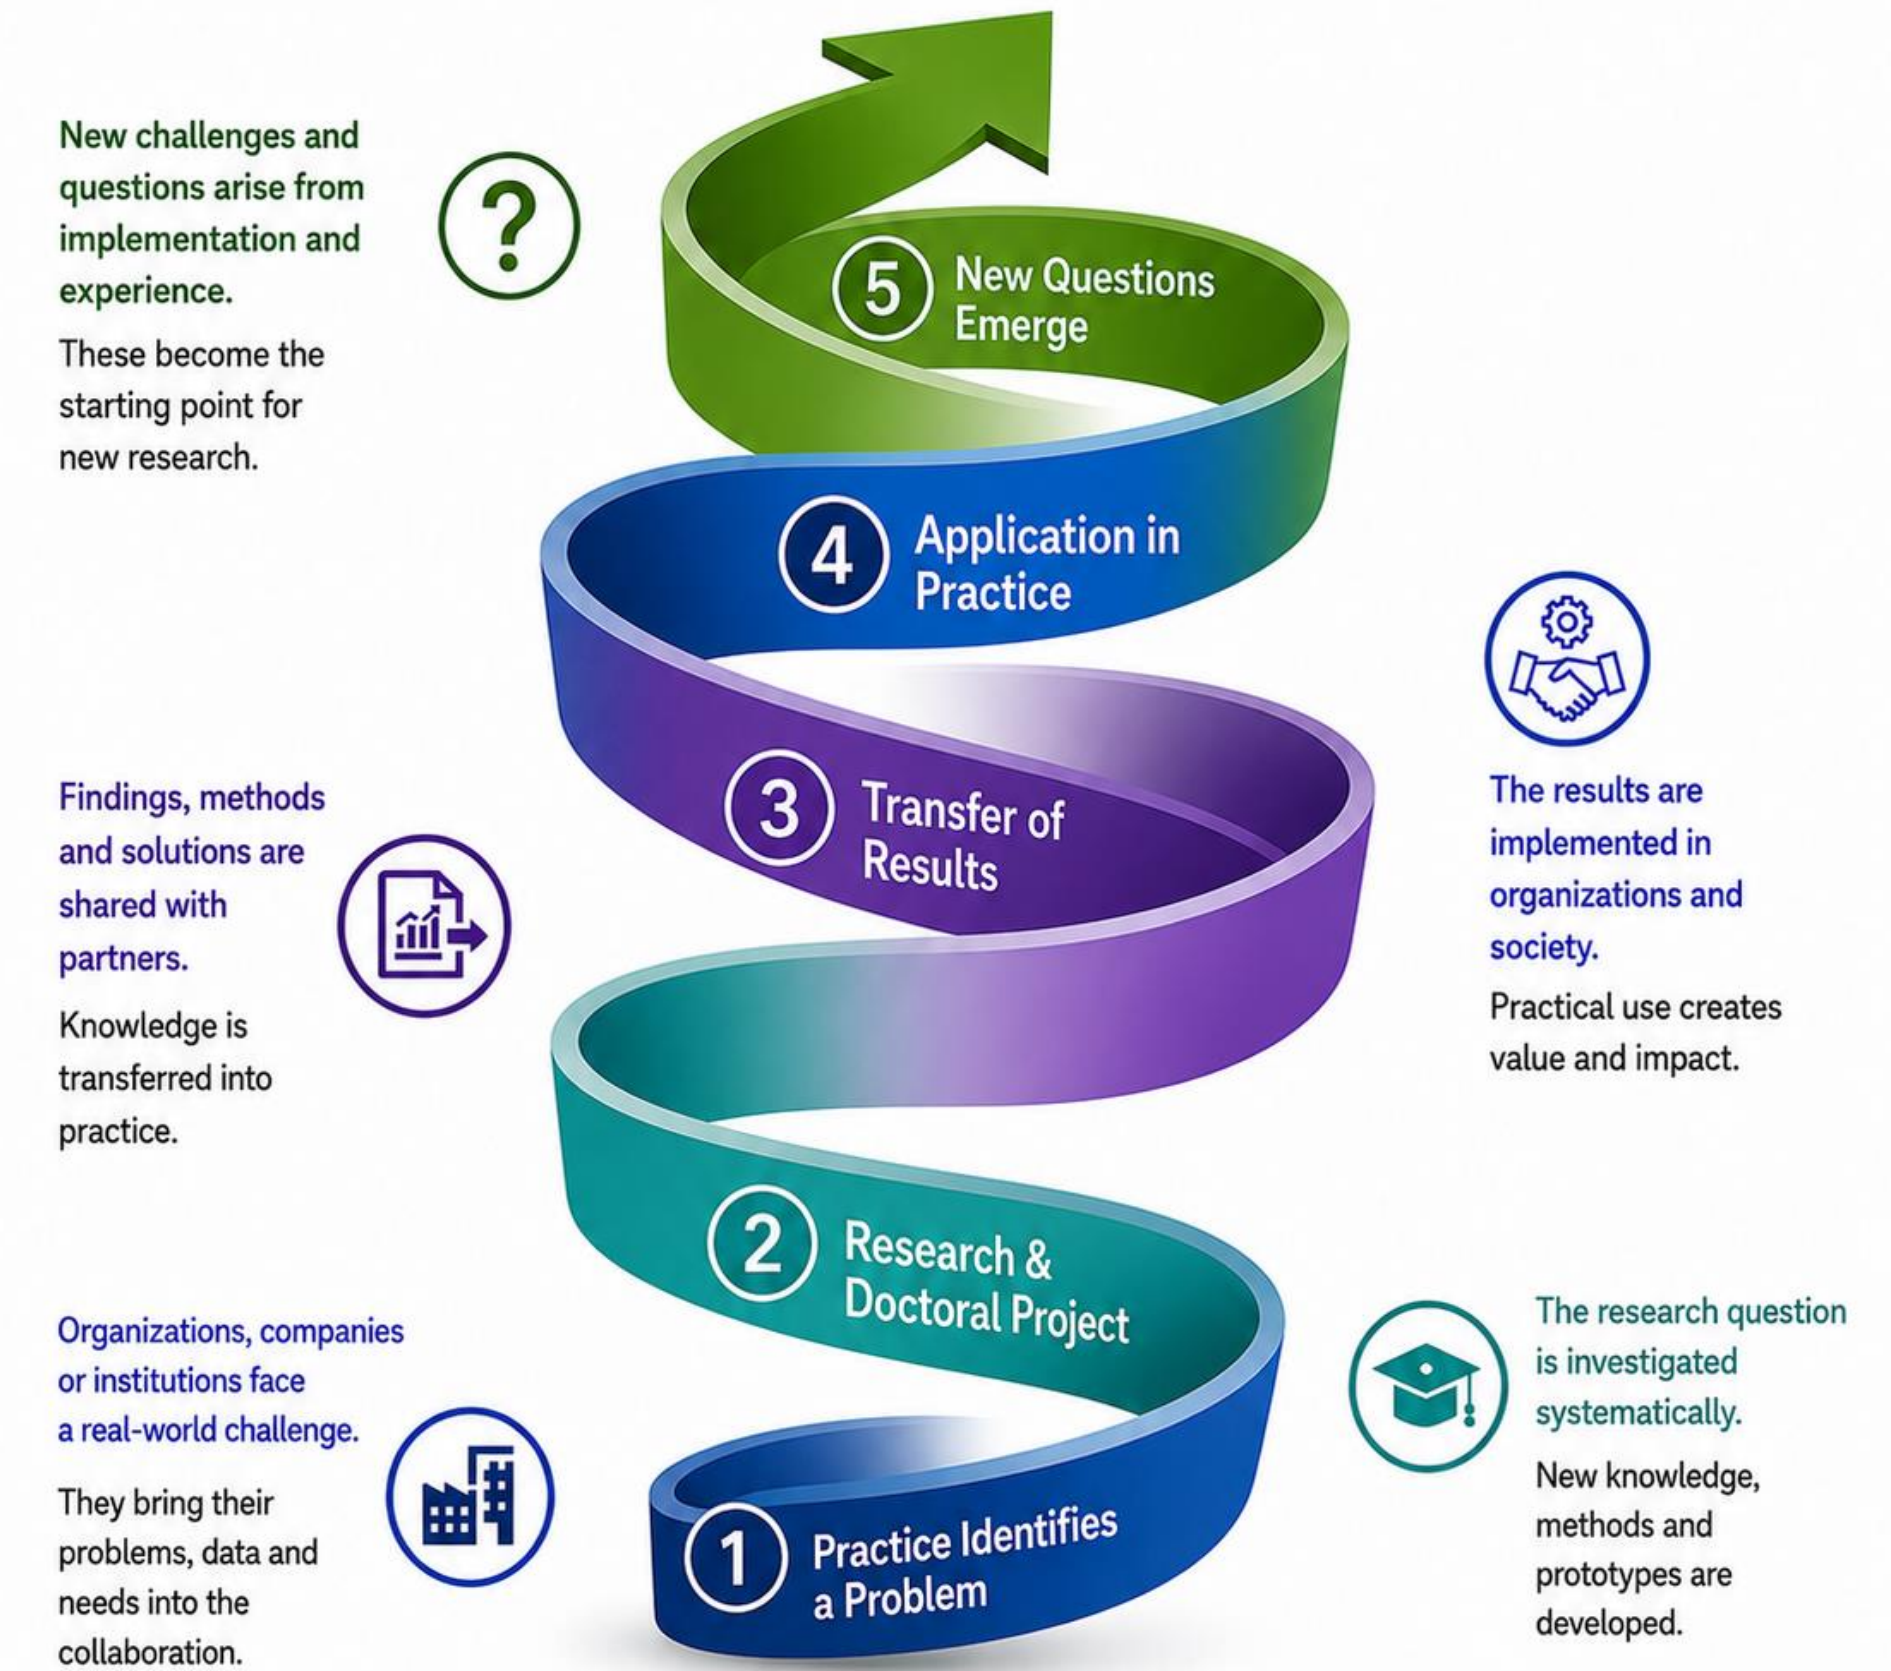 New challenges and
questions arise from
implementation and
experience.
These become the
starting point for
new research.
?
5
New Questions
Emerge
4
Application in
Practice
The results are
implemented in
organizations and
society.
Practical use creates
value and impact.
3
Transfer of
Results
Findings, methods
and solutions are
shared with
partners.
Knowledge is
transferred into
practice.
2
Research &
Doctoral Project
The research question
is investigated
systematically.
New knowledge,
methods and
prototypes are
developed.
Organizations, companies
or institutions face
a real-world challenge.
They bring their
problems, data and
needs into the
collaboration.
1
Practice Identifies
a Problem